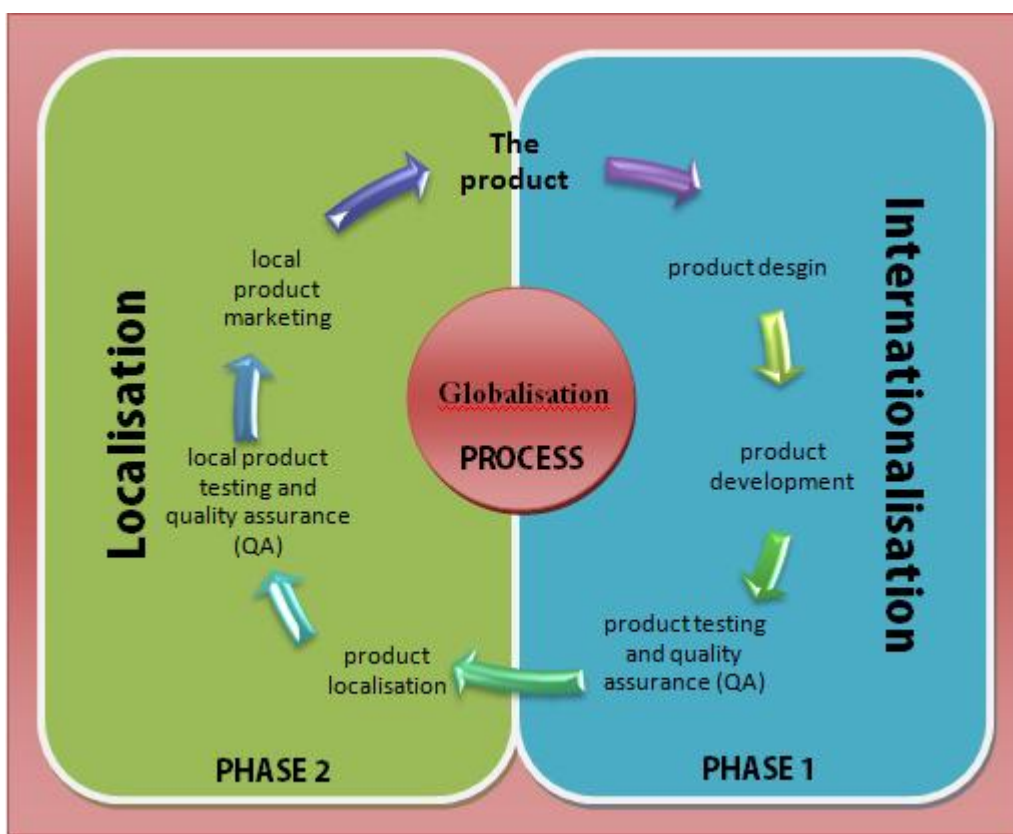 The
product
product desgin
product
development
product testing
and quality
assurance (QA)
Internationalisation
PHASE 1
product
localisation
local product
testing and
quality assurance
(QA)
local
product
marketing
Localisation
PHASE 2
Globalisation
PROCESS